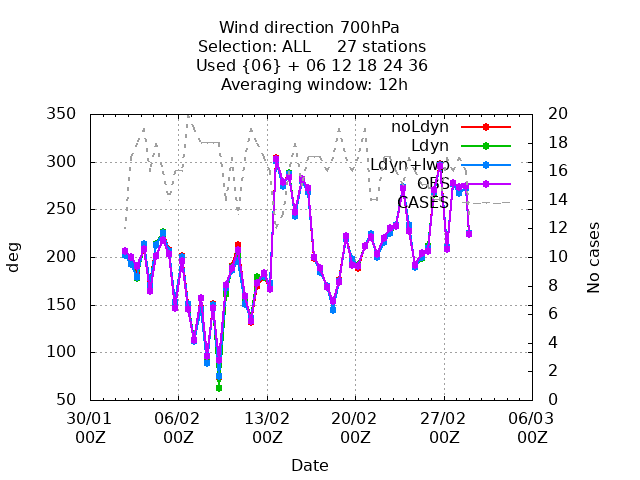 Wind direction 700hPa
Selection: ALL 27 stations
Used {06} + 06 12 18 24 36
Averaging window: 12h
350
300
250
200
150
100
50
deg
20
18
16
14
12
10
8
6
4
2
0
No cases
noLdyn
Ldyn
Ldyn+lwp
OBS
CASES
30/01 06/02 13/02 20/02 27/02 06/03
00Z 00Z 00Z 00Z 00Z 00Z
Date